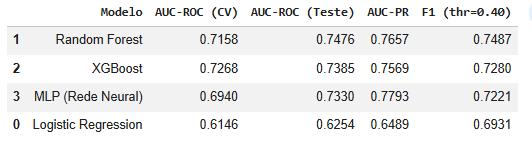 Modelo AUC-ROC (CV) AUC-ROC (Teste) AUC-PR F1 (thr=0.40)
1 Random Forest 0.7158 0.7476 0.7657 0.7487
2 XGBoost 0.7268 0.7385 0.7569 0.7280
3 MLP (Rede Neural) 0.6940 0.7330 0.7793 0.7221
0 Logistic Regression 0.6146 0.6254 0.6489 0.6931